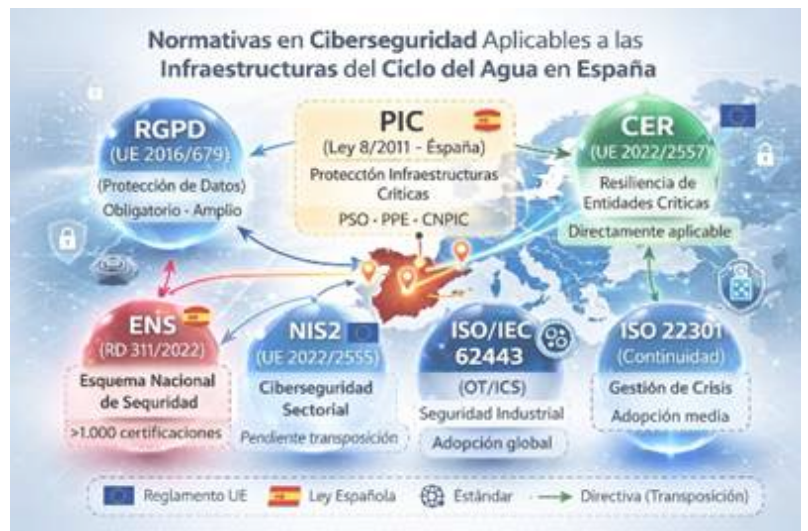 Normativas en Ciberseguridad Aplicables a las
Infraestructuras del Ciclo del Agua en España
RGPD
(UE 2016/679)
(Protección de Datos)
Obligatorio - Amplio
PIC
(Ley 8/2011 - Éspaña)
Protecctón Infraestructuras
Críticas
PSO - PPE - CNPIC
CER
(UE 2022/2557)
Resiliencia de
Entidades Críticas
Directamente aplicable
ENS
(RD 311/2022)
Esquema Nacional
de Sequridad
>1.000 certificaciones
NIS2
(UE 2022/2555)
Ciberseguridad
Sectorial
Pendiente transposición
ISO/IEC
62443
(OT/ICS)
Seguridad Industrial
Adopción global
ISO 22301
(Continuidad)
Gestión de Crisis
Adopción media
Reglamento UE
Ley Española
Estándar
Directiva (Transposición)